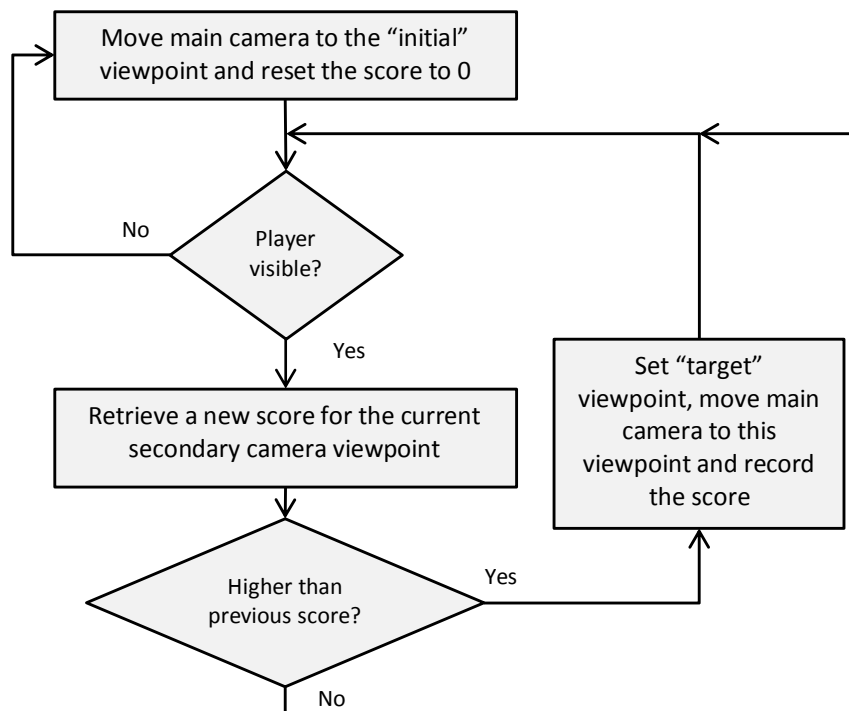 Move main camera to the “initial”
viewpoint and reset the score to 0
No
Player
visible?
Yes
Retrieve a new score for the current
secondary camera viewpoint
Set “target”
viewpoint, move main
camera to this
viewpoint and record
the score
Higher than
previous score?
Yes
No